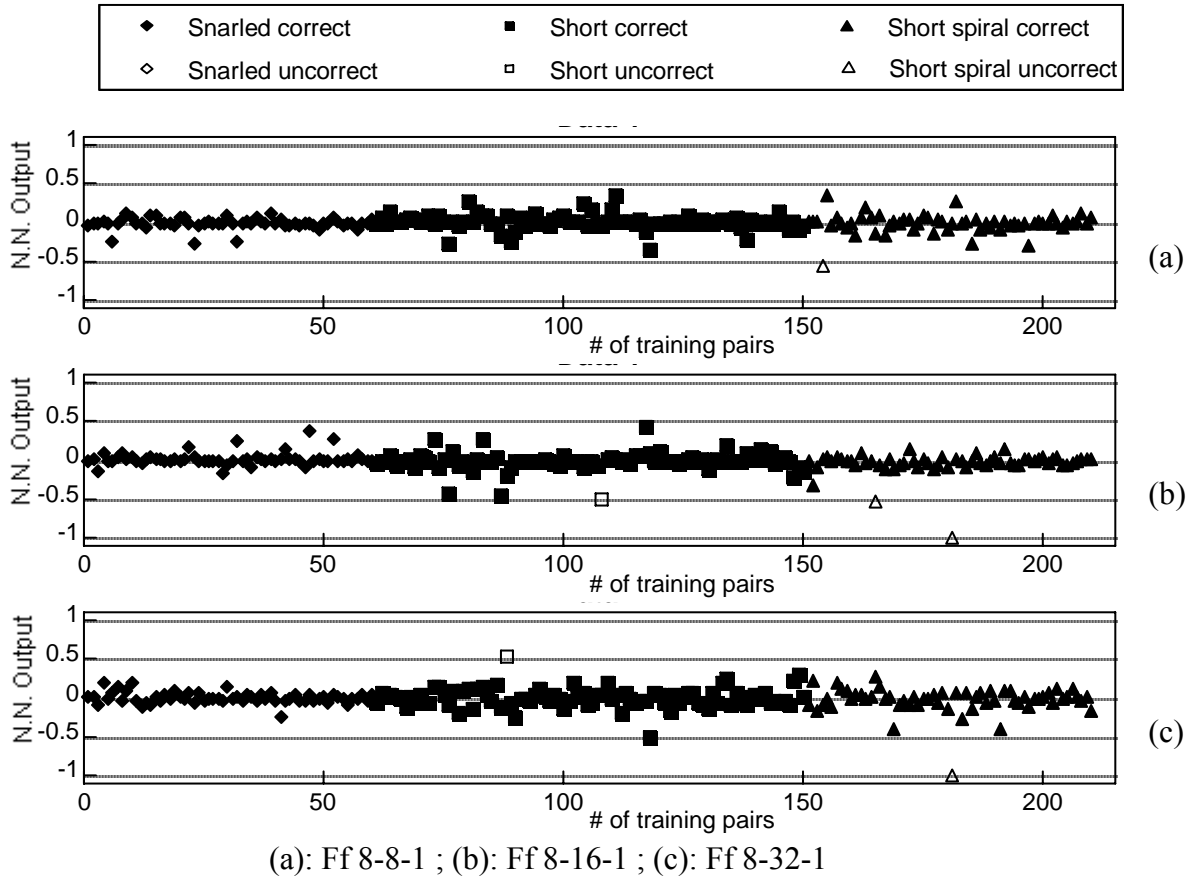 Snarled correct
Short correct
Short spiral correct
Snarled uncorrect
Short uncorrect
Short spiral uncorrect
N.N. Output
1
0.5
0
-0.5
-1
0
50
100
150
200
# of training pairs
(a)
N.N. Output
1
0.5
0
-0.5
-1
0
50
100
150
200
# of training pairs
(b)
N.N. Output
1
0.5
0
-0.5
-1
0
50
100
150
200
# of training pairs
(c)
(a): Ff 8-8-1 ; (b): Ff 8-16-1 ; (c): Ff 8-32-1